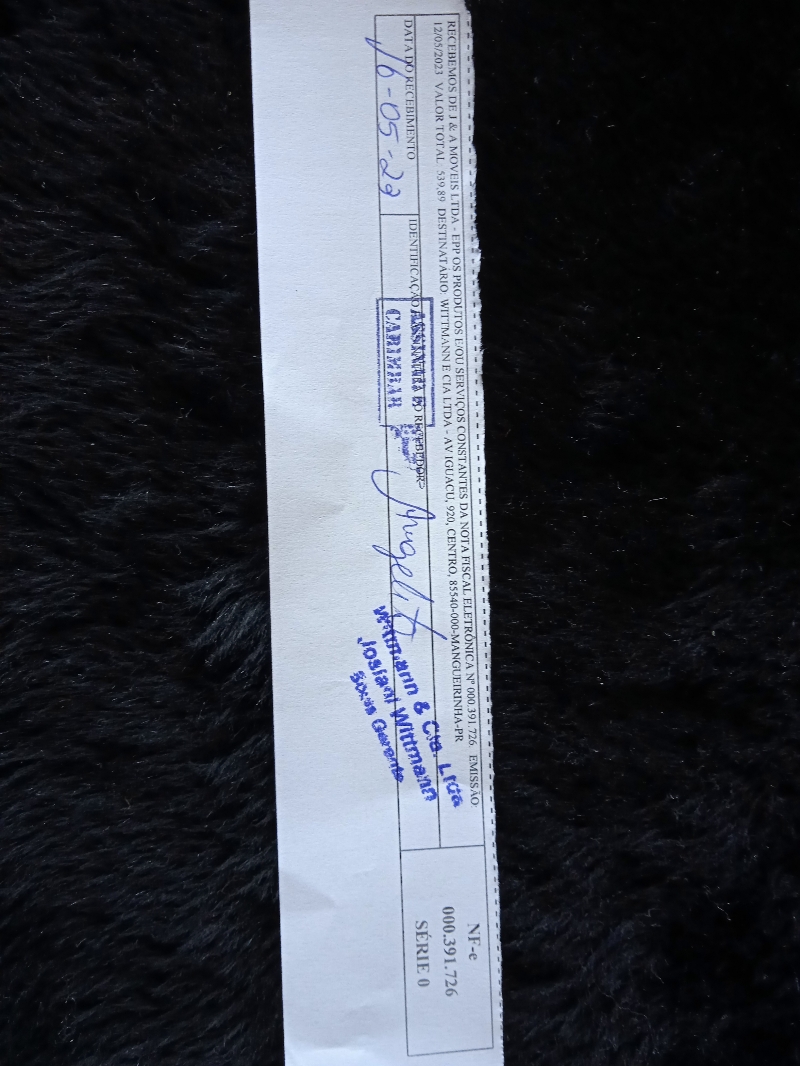 RECEBEMOS DE J & A MOVEIS LTDA - EPP OS PRODUTOS E/OU SERVIÇOS CONSTANTES DA NOTA FISCAL ELETRÔNICA Nº 000.391.726 EMISSÃO:
12/05/2023 VALOR TOTAL: 539,89 DESTINATÁRIO: WITTMANN E CIA LTDA - AV IGUACU, 920, CENTRO, 85540-000-MANGUEIRINHA-PR
DATA DO RECEBIMENTO
16-05-23
IDENTIFICAÇÃO E ASSINATURA DO RECEBEDOR
ASSINAR E
CARIMBAR
Wittmann & Cia. Ltda
Josiani Wittmann
Sócia Gerente
NF-e
000.391.726
SÉRIE 0